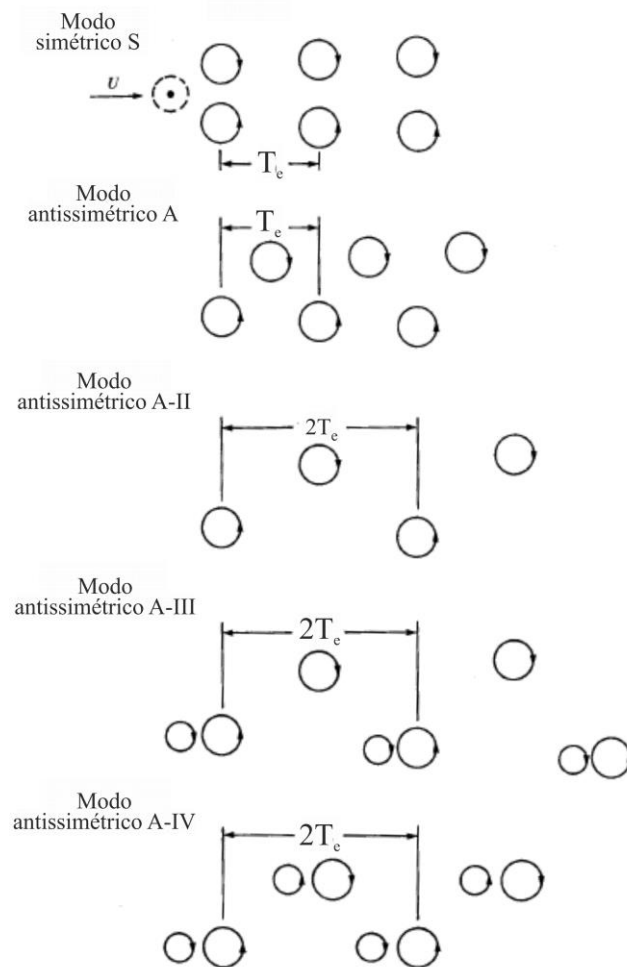 Modo
simétrico S
U
Te
Modo
antissimétrico A
Te
Modo
antissimétrico A-II
2Te
Modo
antissimétrico A-III
2Te
Modo
antissimétrico A-IV
2Te